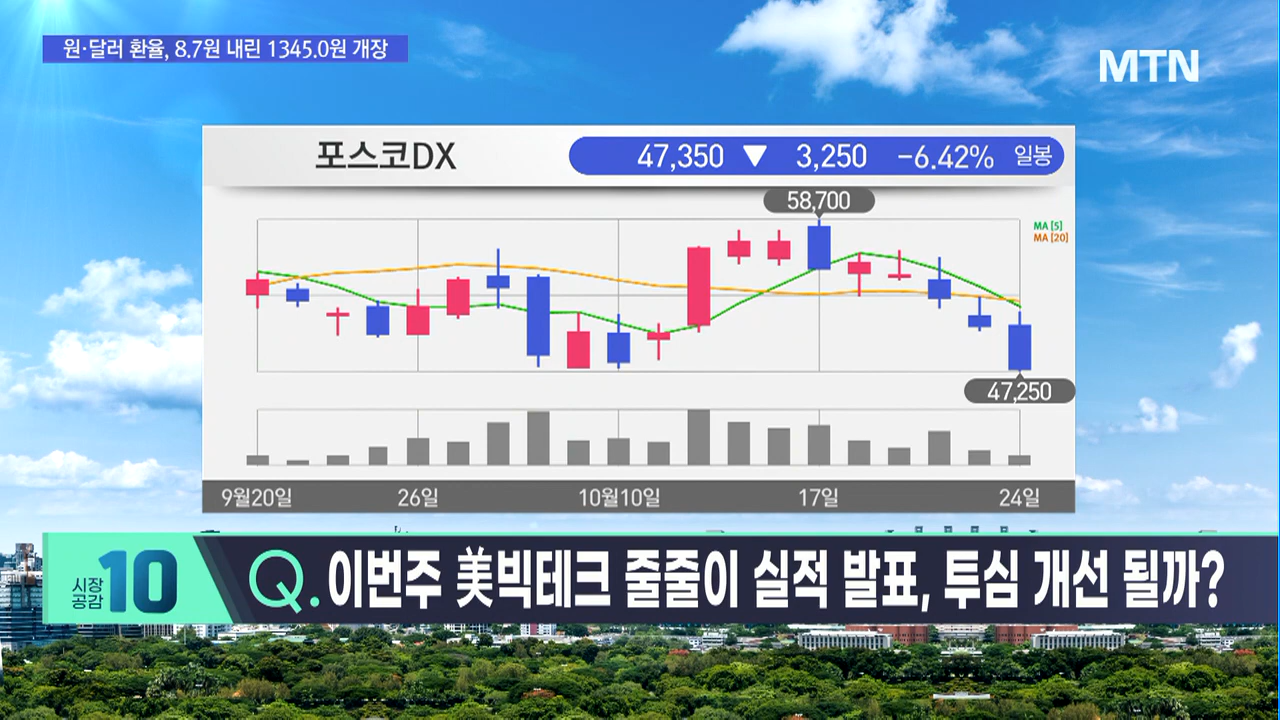 원·달러 환율, 8.7원 내린 1345.0원 개장
MTN
포스코DX
47,350 ▼ 3,250 -6.42% 일봉
58,700
MA [5]
MA [20]
47,250
9월20일 26일 10월10일 17일 24일
시장
공감
10
Q. 이번주 美빅테크 줄줄이 실적 발표, 투심 개선 될까?